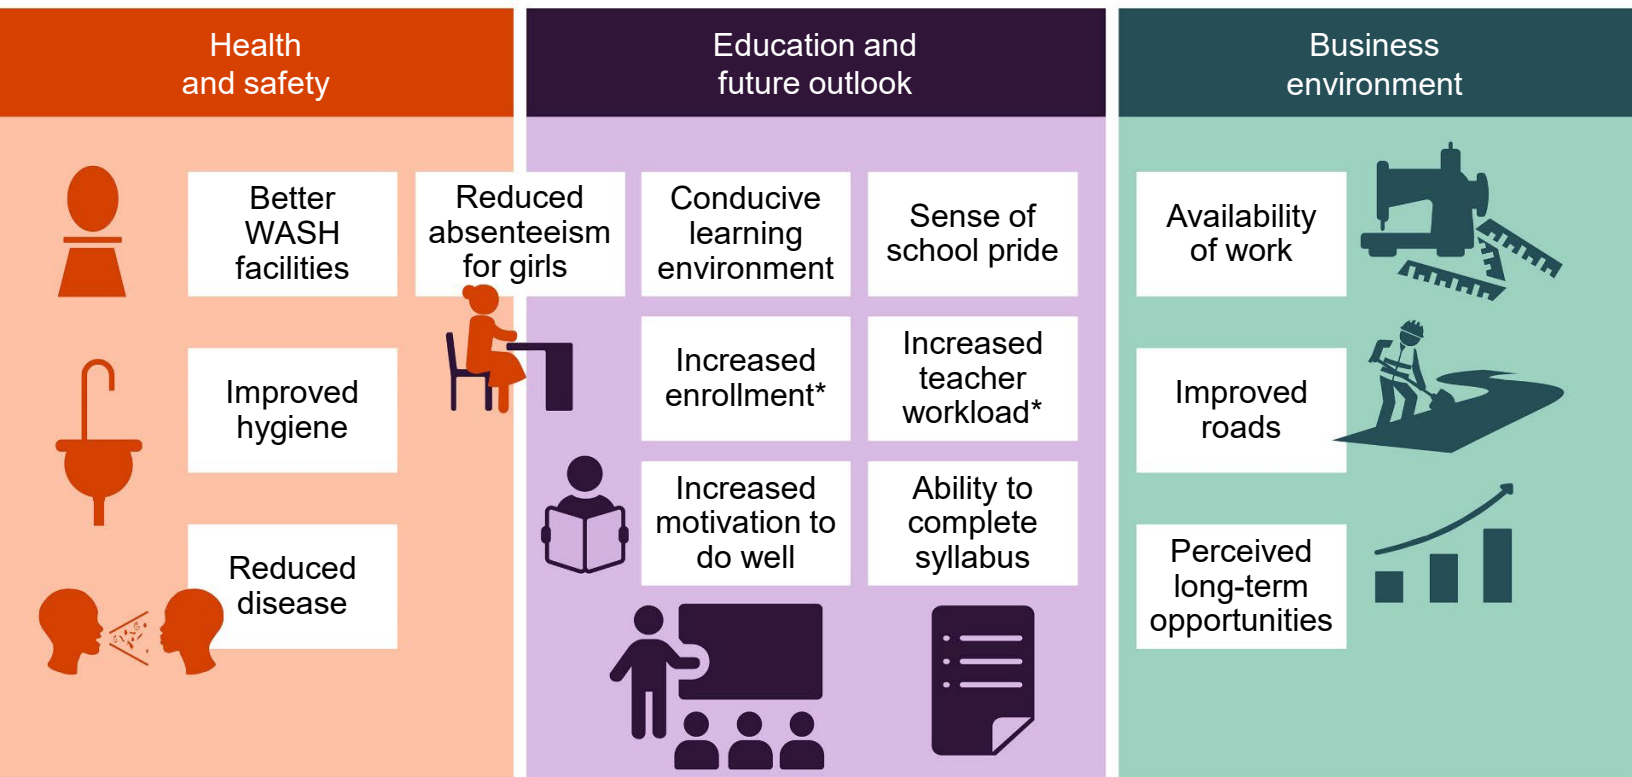 Health
and safety
Better
WASH
facilities
Improved
hygiene
Reduced
disease
Reduced
absenteeism
for girls
Education and
future outlook
Conducive
learning
environment
Sense of
school pride
Increased
enrollment*
Increased
teacher
workload*
Increased
motivation to
do well
Ability to
complete
syllabus
Business
environment
Availability
of work
Improved
roads
Perceived
long-term
opportunities